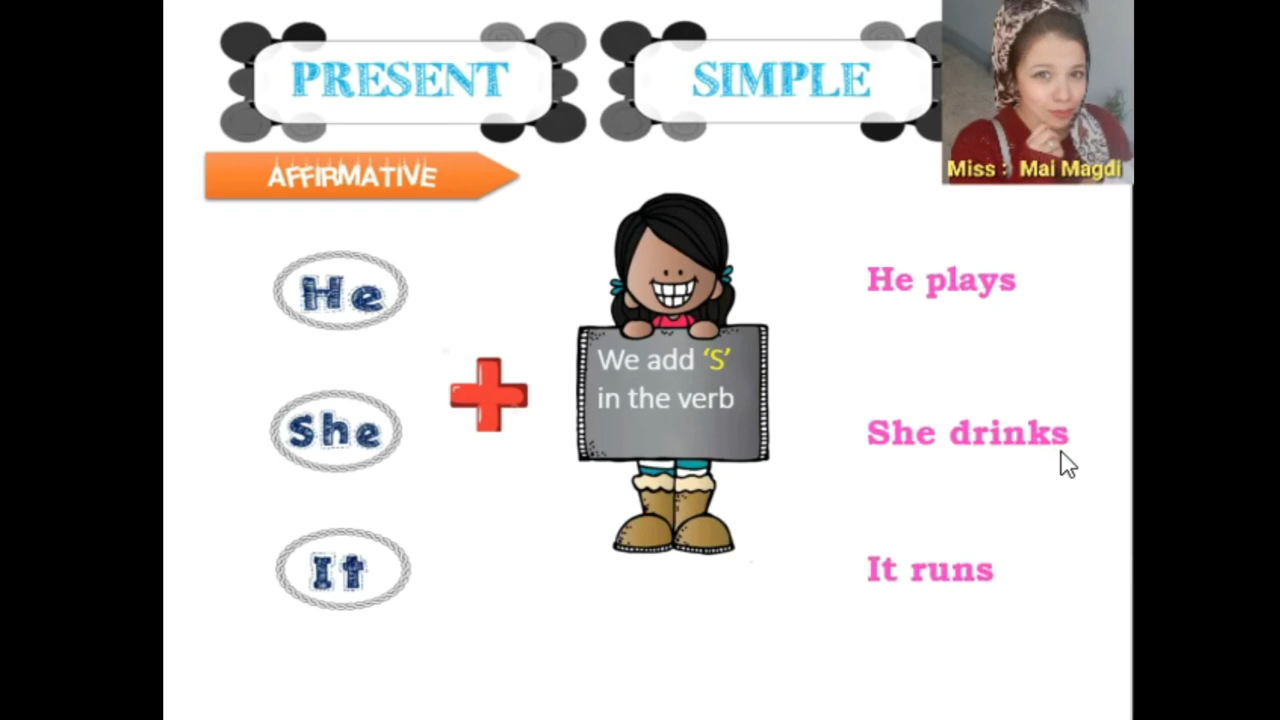 PRESENT SIMPLE
Miss : Mai Magdi
AFFIRMATIVE
He
He plays
We add ‘S’
in the verb
She
She drinks
It
It runs